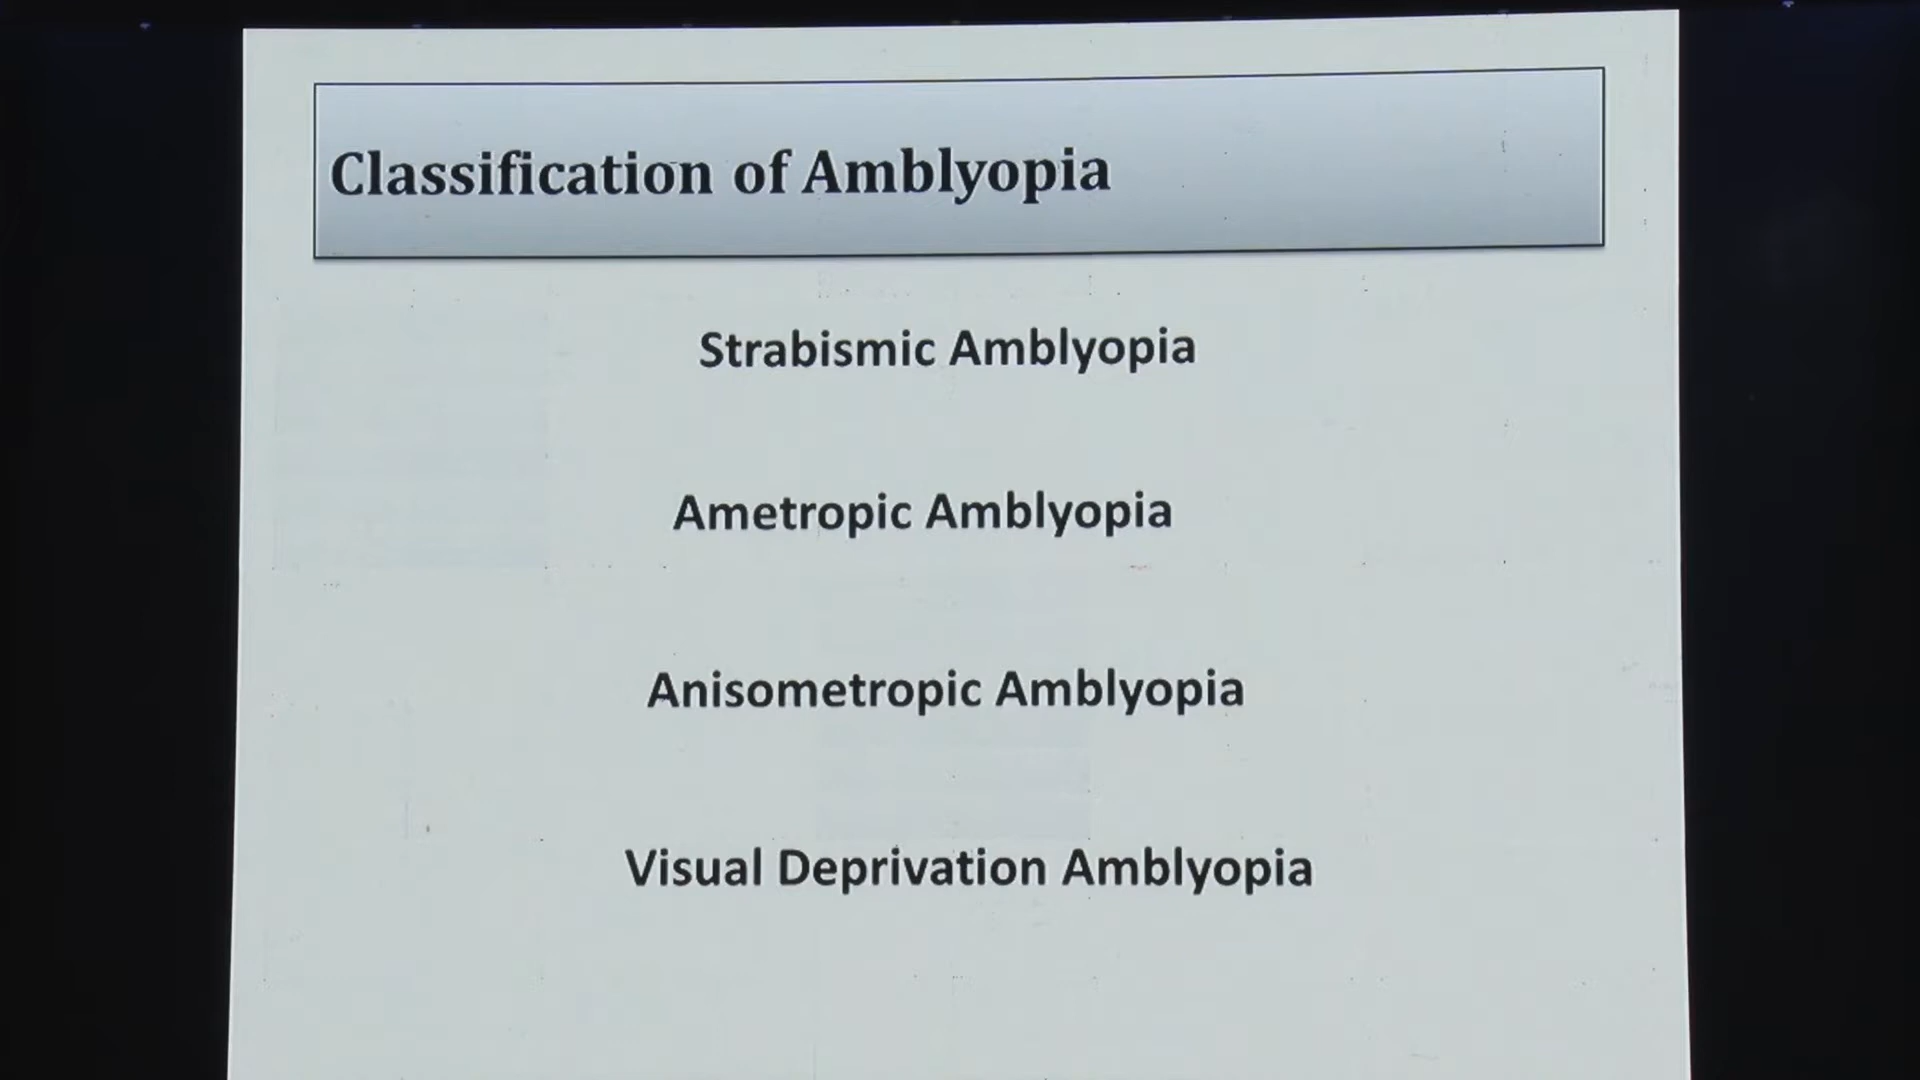 Classification of Amblyopia
Strabismic Amblyopia
Ametropic Amblyopia
Anisometropic Amblyopia
Visual Deprivation Amblyopia